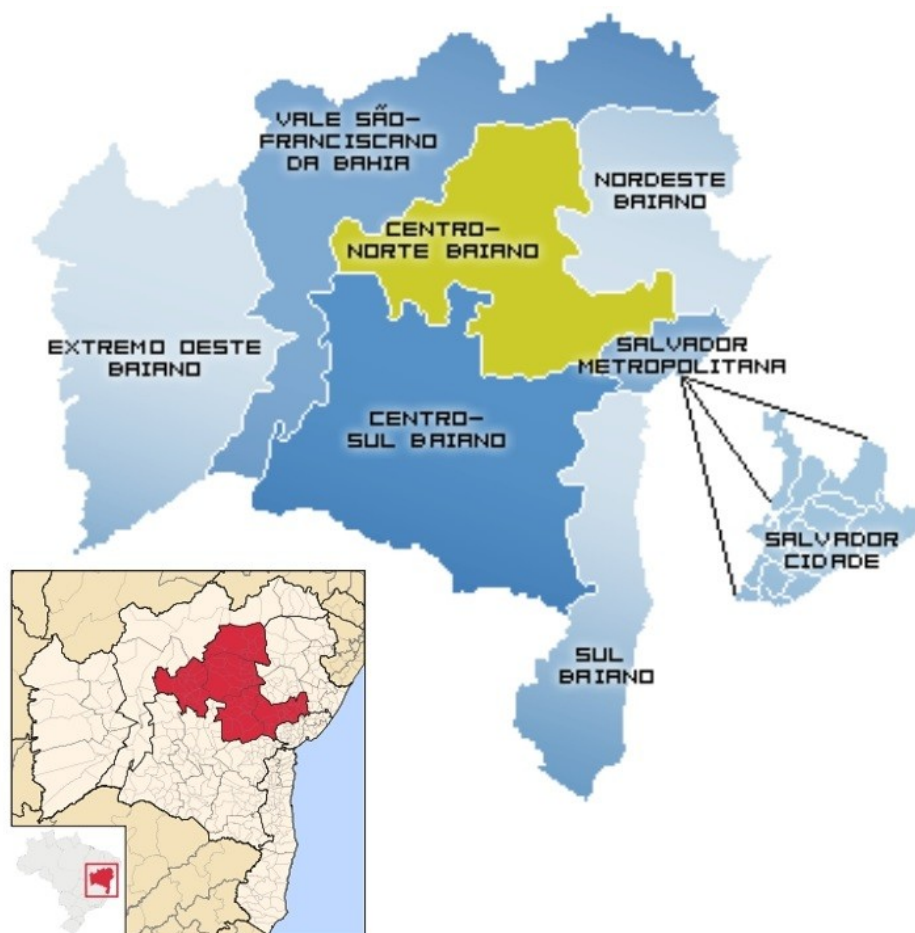 VALE SÃO-
FRANCISCANO
DA BAHIA
NORDESTE
BAIANO
CENTRO-
NORTE BAIANO
EXTREMO OESTE
BAIANO
SALVADOR
METROPOLITANA
CENTRO-
SUL BAIANO
SALVADOR
CIDADE
SUL
BAIANO